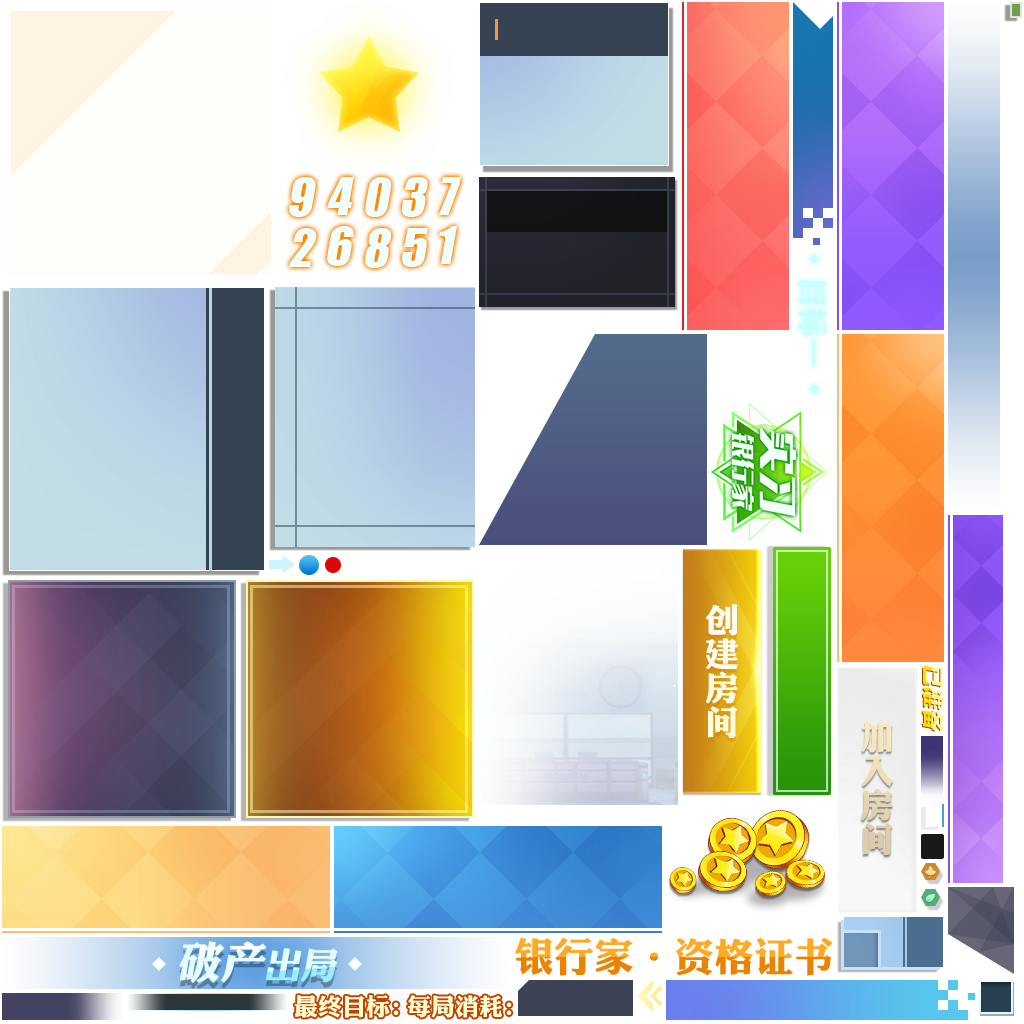 94037
26851
实习
银行家
创建房间
加入房间
已准备
破产出局
银行家·资格证书
最终目标: 每局消耗: